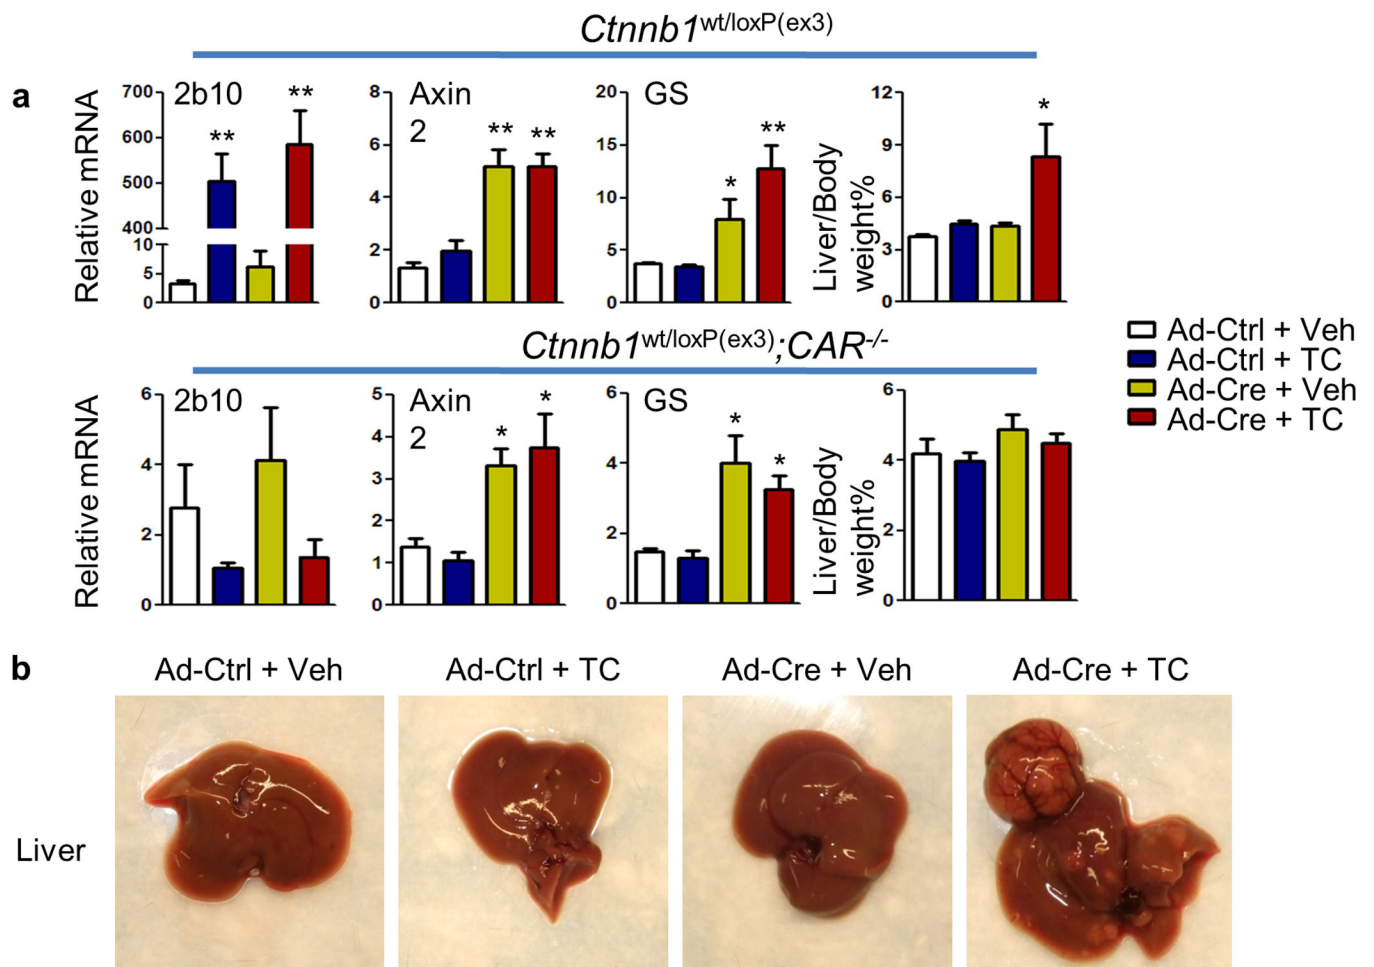 Ctnnb1wt/loxP(ex3)
a
Relative mRNA
2b10
700
600
500
400
10
5
0
**
**
Axin
2
8
6
4
2
0
**
**
GS
20
15
10
5
0
*
**
Liver/Body
weight%
12
9
6
3
0
*
Ctnnb1wt/loxP(ex3);CAR-/-
Relative mRNA
2b10
6
4
2
0
Axin
2
5
4
3
2
1
0
*
*
GS
6
4
2
0
*
*
Liver/Body
weight%
6
4
2
0
Ad-Ctrl + Veh
Ad-Ctrl + TC
Ad-Cre + Veh
Ad-Cre + TC
b
Ad-Ctrl + Veh
Ad-Ctrl + TC
Ad-Cre + Veh
Ad-Cre + TC
Liver